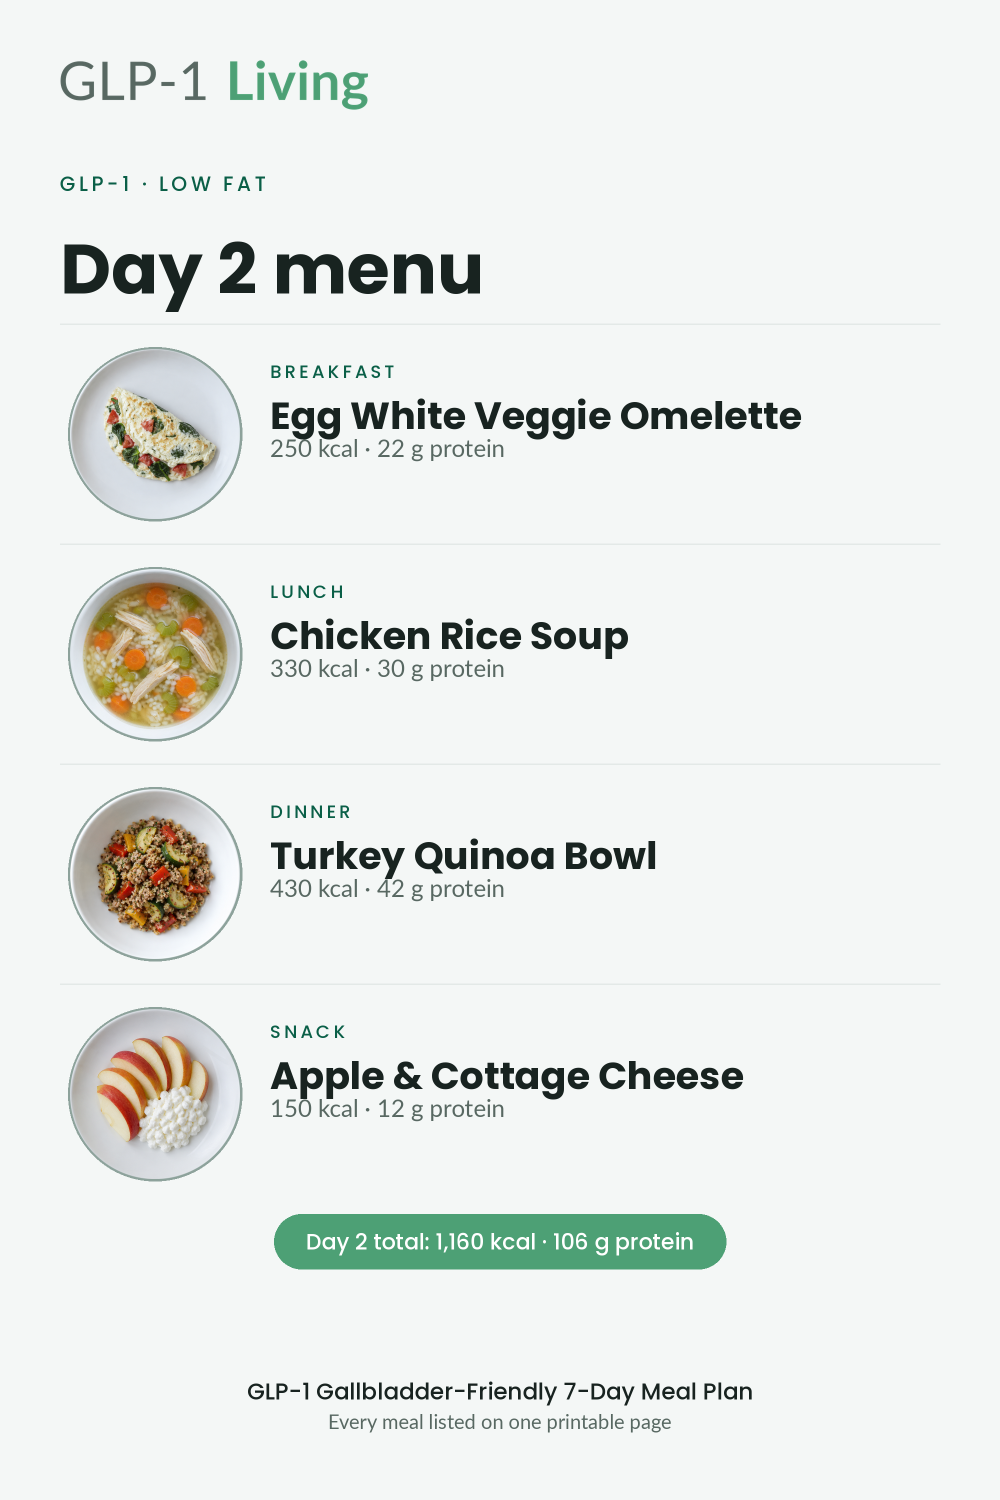 GLP-1 Living
GLP-1 · LOW FAT
Day 2 menu
BREAKFAST
Egg White Veggie Omelette
250 kcal · 22 g protein
LUNCH
Chicken Rice Soup
330 kcal · 30 g protein
DINNER
Turkey Quinoa Bowl
430 kcal · 42 g protein
SNACK
Apple & Cottage Cheese
150 kcal · 12 g protein
Day 2 total: 1,160 kcal · 106 g protein
GLP-1 Gallbladder-Friendly 7-Day Meal Plan
Every meal listed on one printable page